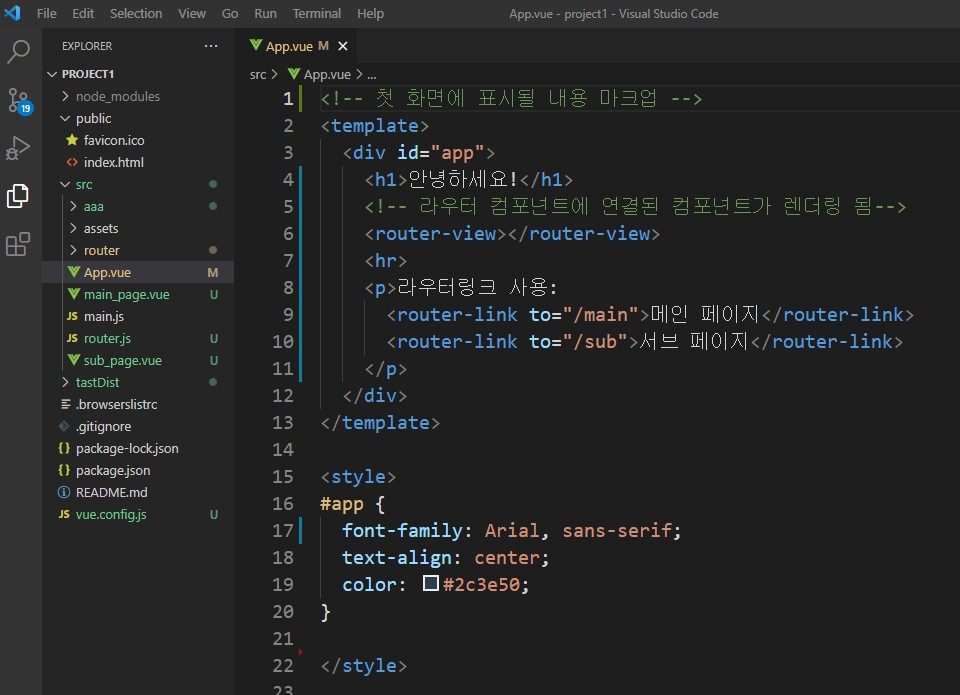 File Edit Selection View Go Run Terminal Help App.vue - project1 - Visual Studio Code
EXPLORER ...
App.vue M
PROJECT1
node_modules
public
favicon.ico
index.html
src
aaa
assets
router
App.vue M
main_page.vue U
main.js
router.js U
sub_page.vue U
tastDist
.browserslistrc
.gitignore
package-lock.json
package.json
README.md
vue.config.js U
19
src > App.vue > ...
1 <!-- 첫 화면에 표시될 내용 마크업 -->
2 <template>
3 <div id="app">
4 <h1>안녕하세요!</h1>
5 <!-- 라우터 컴포넌트에 연결된 컴포넌트가 렌더링 됨-->
6 <router-view></router-view>
7 <hr>
8 <p>라우터링크 사용:
9 <router-link to="/main">메인 페이지</router-link>
10 <router-link to="/sub">서브 페이지</router-link>
11 </p>
12 </div>
13 </template>
14
15 <style>
16 #app {
17 font-family: Arial, sans-serif;
18 text-align: center;
19 color: #2c3e50;
20 }
21
22 </style>
23